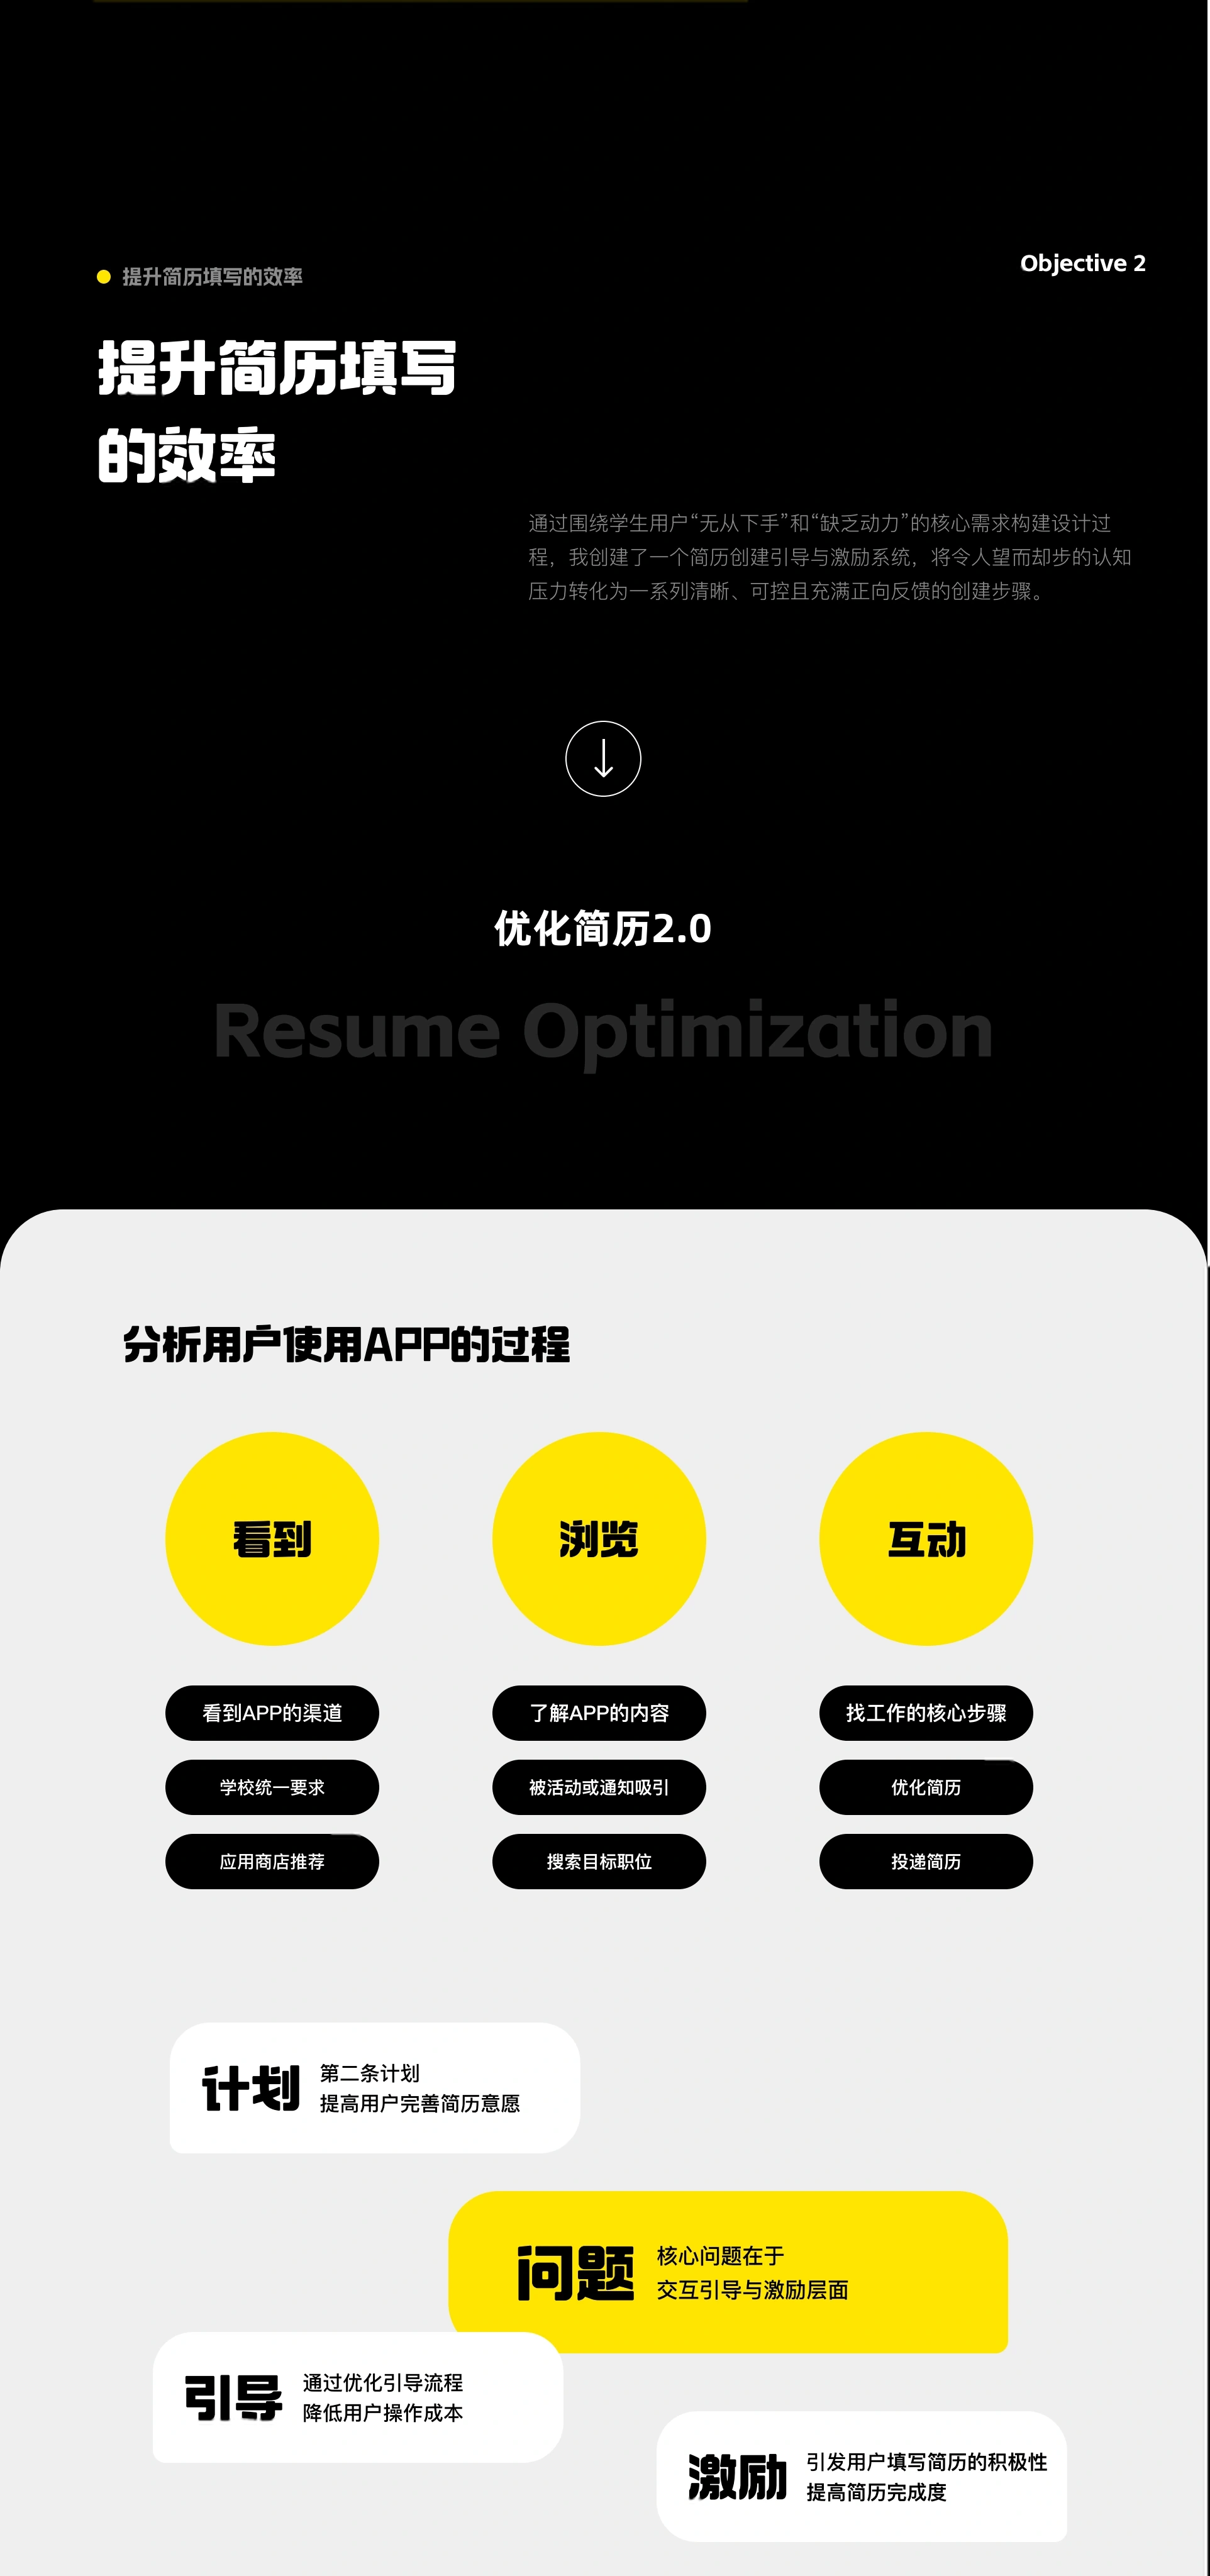 提升简历填写的效率
Objective 2
提升简历填写
的效率
通过围绕学生用户“无从下手”和“缺乏动力”的核心需求构建设计过
程，我创建了一个简历创建引导与激励系统，将令人望而却步的认知
压力转化为一系列清晰、可控且充满正向反馈的创建步骤。
优化简历2.0
Resume Optimization
分析用户使用APP的过程
看到
浏览
互动
看到APP的渠道
了解APP的内容
找工作的核心步骤
学校统一要求
被活动或通知吸引
优化简历
应用商店推荐
搜索目标职位
投递简历
计划
第二条计划
提高用户完善简历意愿
问题
核心问题在于
交互引导与激励层面
引导
通过优化引导流程
降低用户操作成本
激励
引发用户填写简历的积极性
提高简历完成度